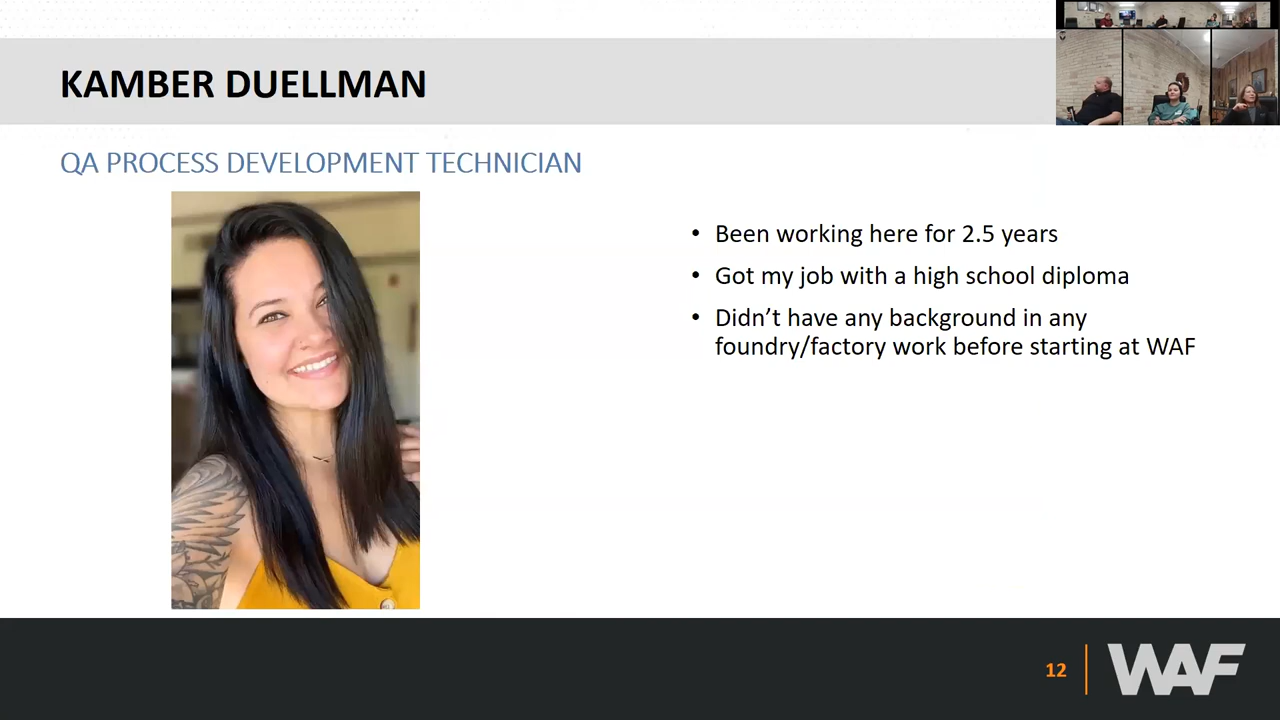 KAMBER DUELLMAN
QA PROCESS DEVELOPMENT TECHNICIAN
• Been working here for 2.5 years
• Got my job with a high school diploma
• Didn’t have any background in any
foundry/factory work before starting at WAF
12
WAF